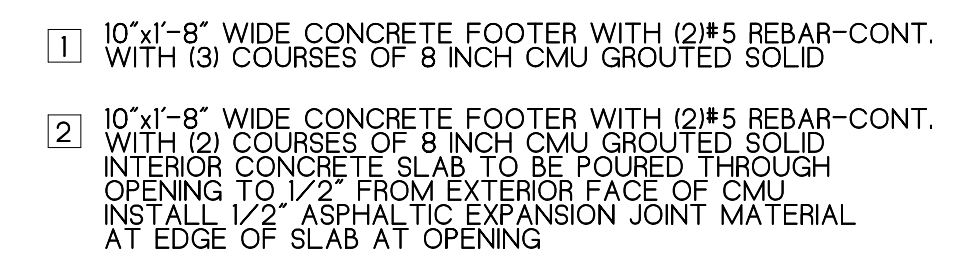 1 10"x1'-8" WIDE CONCRETE FOOTER WITH (2)#5 REBAR-CONT.
WITH (3) COURSES OF 8 INCH CMU GROUTED SOLID
2 10"x1'-8" WIDE CONCRETE FOOTER WITH (2)#5 REBAR-CONT.
WITH (2) COURSES OF 8 INCH CMU GROUTED SOLID
INTERIOR CONCRETE SLAB TO BE POURED THROUGH
OPENING TO 1/2" FROM EXTERIOR FACE OF CMU
INSTALL 1/2" ASPHALTIC EXPANSION JOINT MATERIAL
AT EDGE OF SLAB AT OPENING